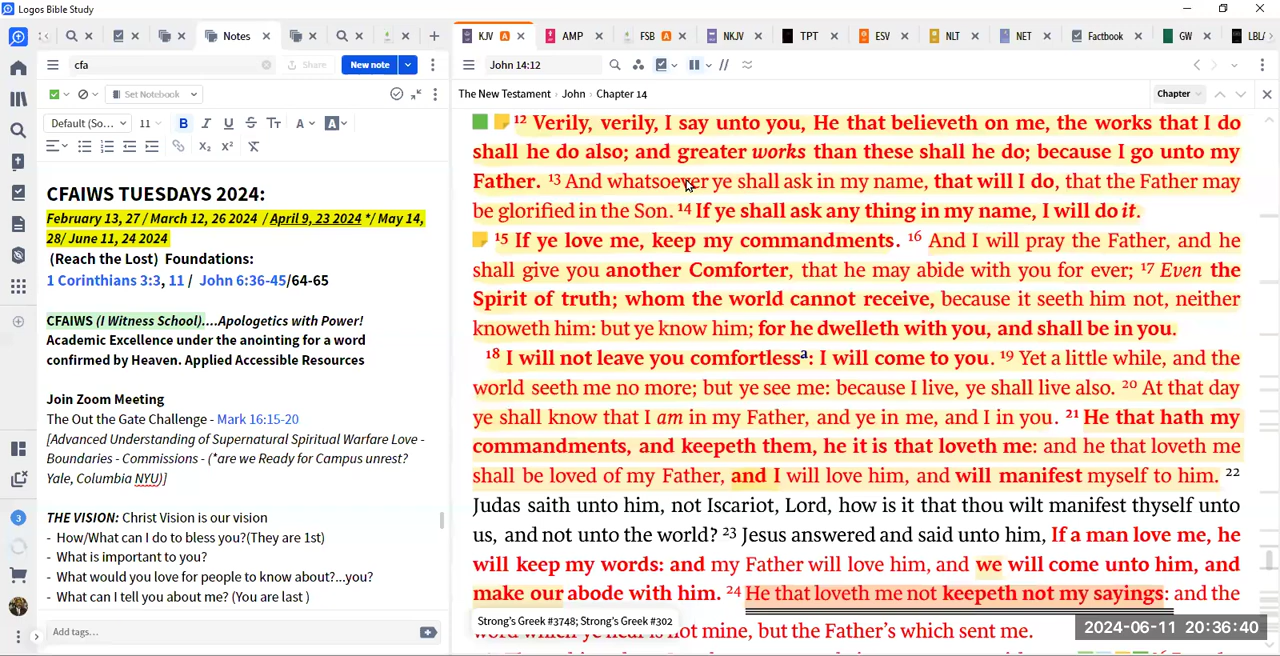 Logos Bible Study
Notes
KJV A
AMP
FSB A
NKJV
TPT
ESV
NLT
NET
Factbook
GW
LBL
cfa
Share
New note
John 14:12
Set Notebook
The New Testament › John › Chapter 14
Chapter
Default (So...
11
CFAIWS TUESDAYS 2024:
February 13, 27 / March 12, 26 2024 / April 9, 23 2024 */ May 14,
28/ June 11, 24 2024
(Reach the Lost) Foundations:
1 Corinthians 3:3, 11 / John 6:36-45/64-65
CFAIWS (I Witness School)....Apologetics with Power!
Academic Excellence under the anointing for a word
confirmed by Heaven. Applied Accessible Resources
Join Zoom Meeting
The Out the Gate Challenge - Mark 16:15-20
[Advanced Understanding of Supernatural Spiritual Warfare Love -
Boundaries - Commissions - (*are we Ready for Campus unrest?
Yale, Columbia NYU)]
THE VISION: Christ Vision is our vision
- How/What can I do to bless you?(They are 1st)
- What is important to you?
- What would you love for people to know about?...you?
- What can I tell you about me? (You are last )
3
Add tags...
12 Verily, verily, I say unto you, He that believeth on me, the works that I do
shall he do also; and greater works than these shall he do; because I go unto my
Father. 13 And whatsoever ye shall ask in my name, that will I do, that the Father may
be glorified in the Son. 14 If ye shall ask any thing in my name, I will do it.
15 If ye love me, keep my commandments. 16 And I will pray the Father, and he
shall give you another Comforter, that he may abide with you for ever; 17 Even the
Spirit of truth; whom the world cannot receive, because it seeth him not, neither
knoweth him: but ye know him; for he dwelleth with you, and shall be in you.
18 I will not leave you comfortlessa: I will come to you. 19 Yet a little while, and the
world seeth me no more; but ye see me: because I live, ye shall live also. 20 At that day
ye shall know that I am in my Father, and ye in me, and I in you. 21 He that hath my
commandments, and keepeth them, he it is that loveth me: and he that loveth me
shall be loved of my Father, and I will love him, and will manifest myself to him. 22
Judas saith unto him, not Iscariot, Lord, how is it that thou wilt manifest thyself unto
us, and not unto the world? 23 Jesus answered and said unto him, If a man love me, he
will keep my words: and my Father will love him, and we will come unto him, and
make our abode with him. 24 He that loveth me not keepeth not my sayings: and the
word which ye hear is not mine, but the Father's which sent me.
Strong's Greek #3748; Strong's Greek #302
2024-06-11 20:36:40